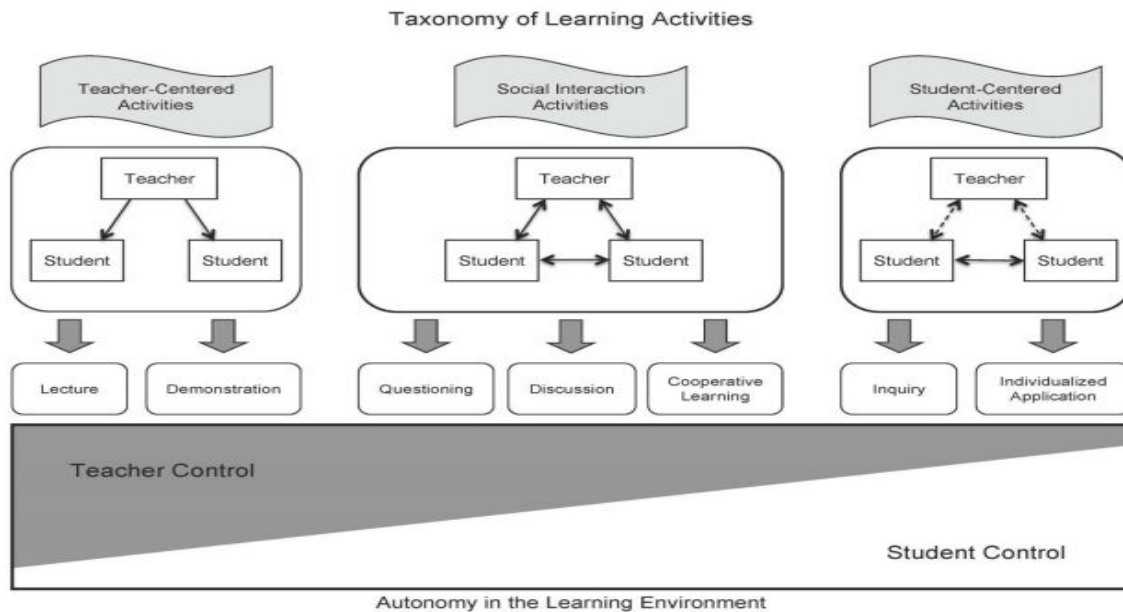 Taxonomy of Learning Activities
Teacher-Centered
Activities
Social Interaction
Activities
Student-Centered
Activities
Teacher
Student
Student
Teacher
Student
Student
Teacher
Student
Student
Lecture
Demonstration
Questioning
Discussion
Cooperative
Learning
Inquiry
Individualized
Application
Teacher Control
Student Control
Autonomy in the Learning Environment